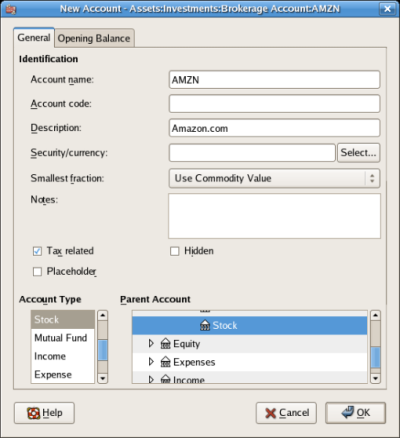 New Account - Assets:Investments:Brokerage Account:AMZN
General
Opening Balance
Identification
Account name:
AMZN
Account code:
Description:
Amazon.com
Security/currency:
Select...
Smallest fraction:
Use Commodity Value
Notes:
Tax related
Hidden
Placeholder
Account Type
Parent Account
Stock
Mutual Fund
Income
Expense
Stock
Equity
Expenses
Income
Help
Cancel
OK